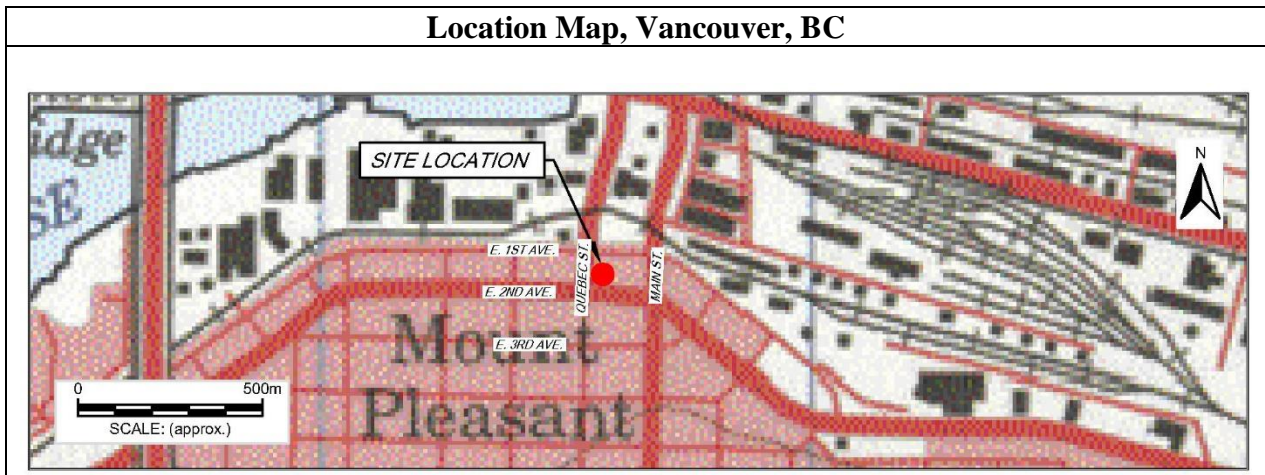 Location Map, Vancouver, BC
idge
SE
SITE LOCATION
N
E. 1ST AVE.
QUEBEC ST.
MAIN ST.
E. 2ND AVE.
Mount
E. 3RD AVE.
Pleasant
0 500m
SCALE: (approx.)